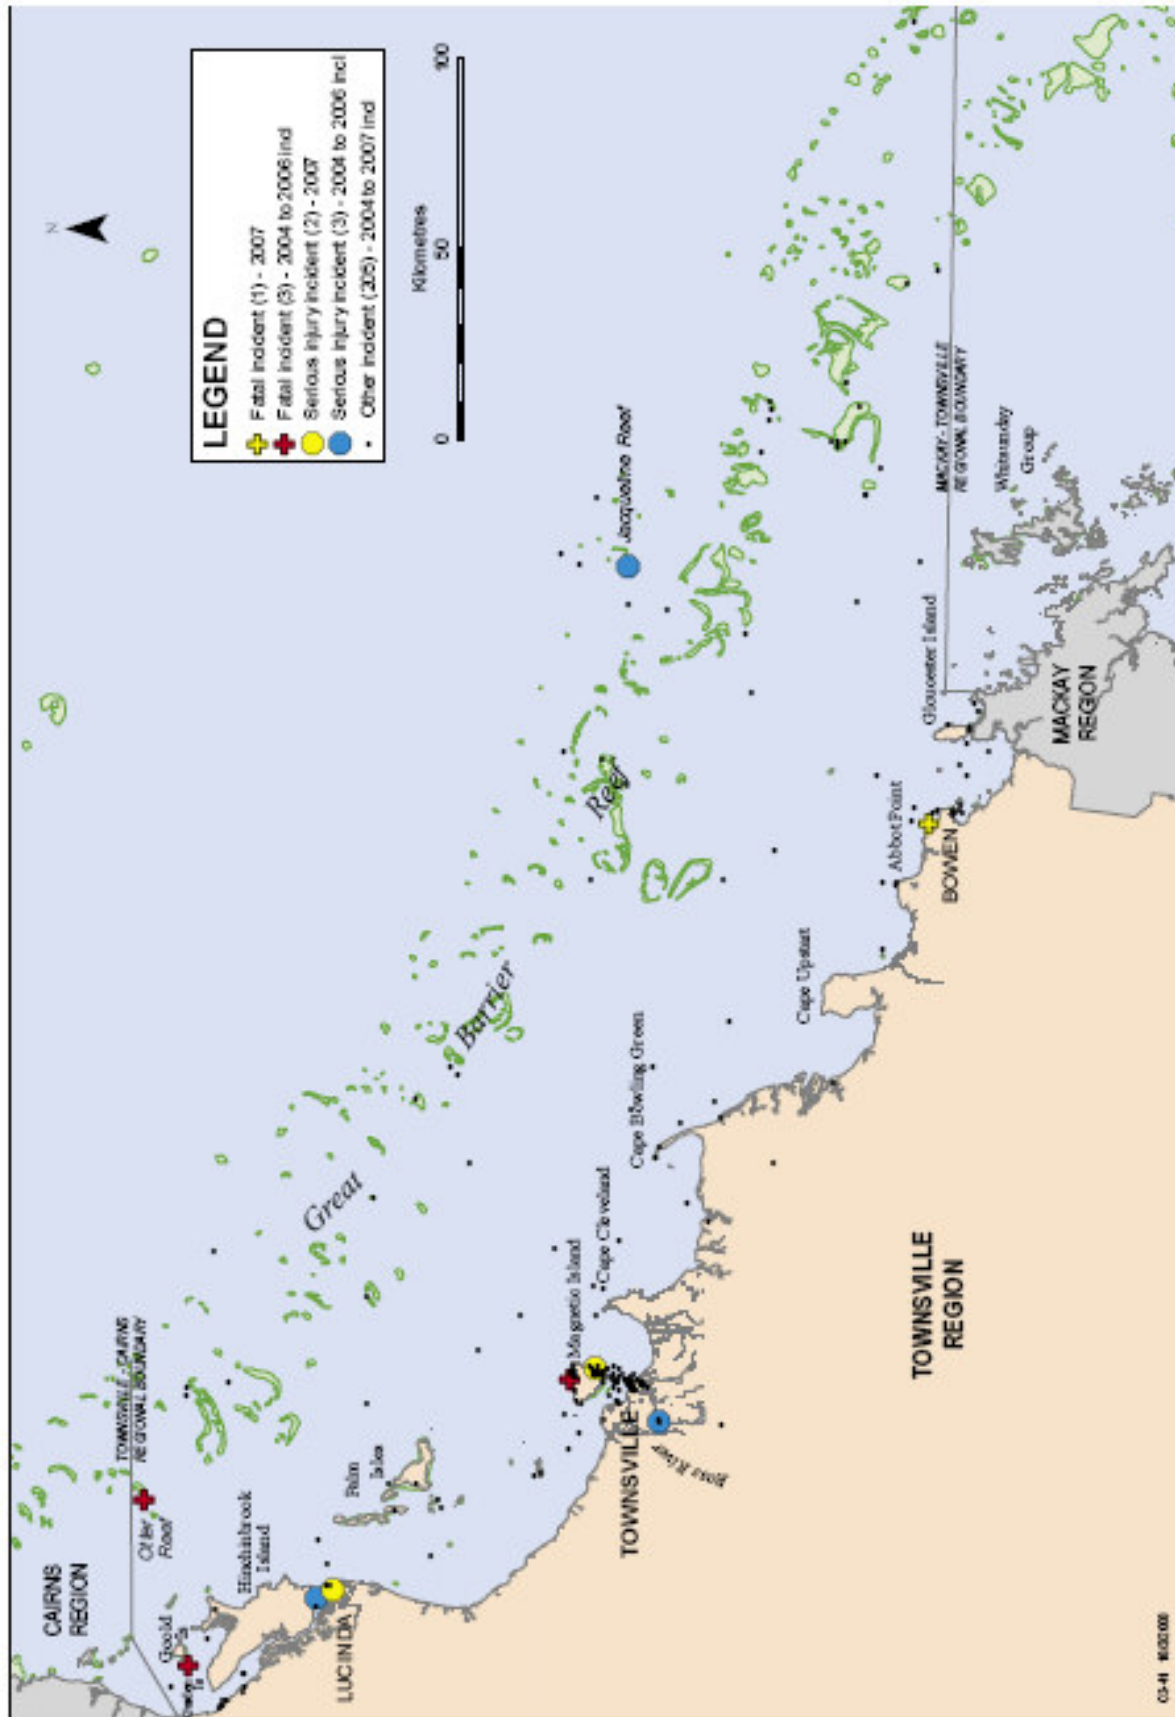 N
LEGEND
Fatal incident (1) - 2007
Fatal incident (3) - 2004 to 2006 incl
Serious injury incident (2) - 2007
Serious injury incident (3) - 2004 to 2006 incl
Other incident (205) - 2004 to 2007 incl
Kilometres
0 50 100
CAIRNS
REGION
TOWNSVILLE - CAIRNS
REGIONAL BOUNDARY
Otter
Reef
Goold
Is
Hinchinbrook
Island
LUCINDA
Palm
Isles
Great
Barrier
Reef
Jacqueline Reef
Magnetic Island
Cape Cleveland
TOWNSVILLE
Ross River
Cape Bowling Green
Cape Upstart
Abbot Point
BOWEN
Gloucester Island
MACKAY - TOWNSVILLE
REGIONAL BOUNDARY
Whitsunday
Group
MACKAY
REGION
TOWNSVILLE
REGION